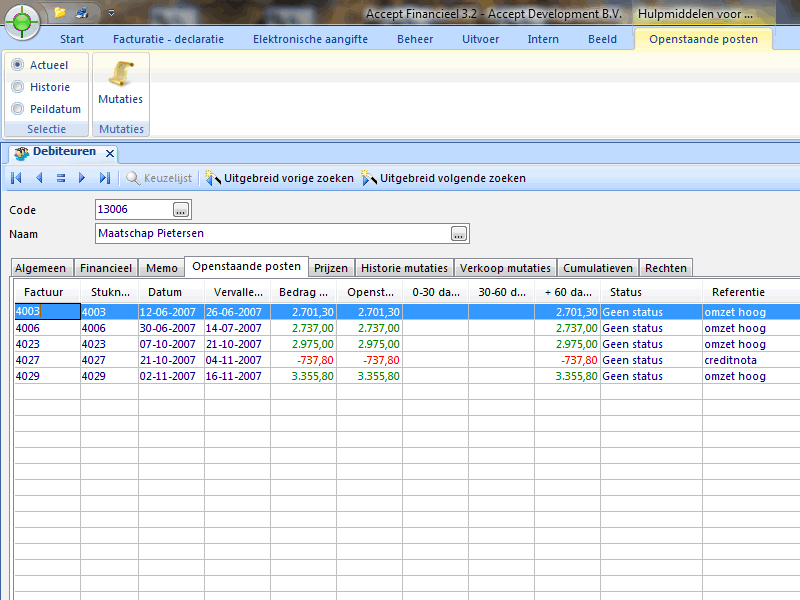 Accept Financieel 3.2 - Accept Development B.V. Hulpmiddelen voor ...
Start Facturatie - declaratie Elektronische aangifte Beheer Uitvoer Intern Beeld Openstaande posten
Actueel
Historie
Peildatum
Mutaties
Selectie Mutaties
Debiteuren
Keuzelijst Uitgebreid vorige zoeken Uitgebreid volgende zoeken
Code 13006 ...
Naam Maatschap Pietersen ...
Algemeen Financieel Memo Openstaande posten Prijzen Historie mutaties Verkoop mutaties Cumulatieven Rechten
Factuur Stukn... Datum Vervalle... Bedrag ... Openst... 0-30 da... 30-60 d... + 60 da... Status Referentie
4003 4003 12-06-2007 26-06-2007 2.701,30 2.701,30 2.701,30 Geen status omzet hoog
4006 4006 30-06-2007 14-07-2007 2.737,00 2.737,00 2.737,00 Geen status omzet hoog
4023 4023 07-10-2007 21-10-2007 2.975,00 2.975,00 2.975,00 Geen status omzet hoog
4027 4027 21-10-2007 04-11-2007 -737,80 -737,80 -737,80 Geen status creditnota
4029 4029 02-11-2007 16-11-2007 3.355,80 3.355,80 3.355,80 Geen status omzet hoog